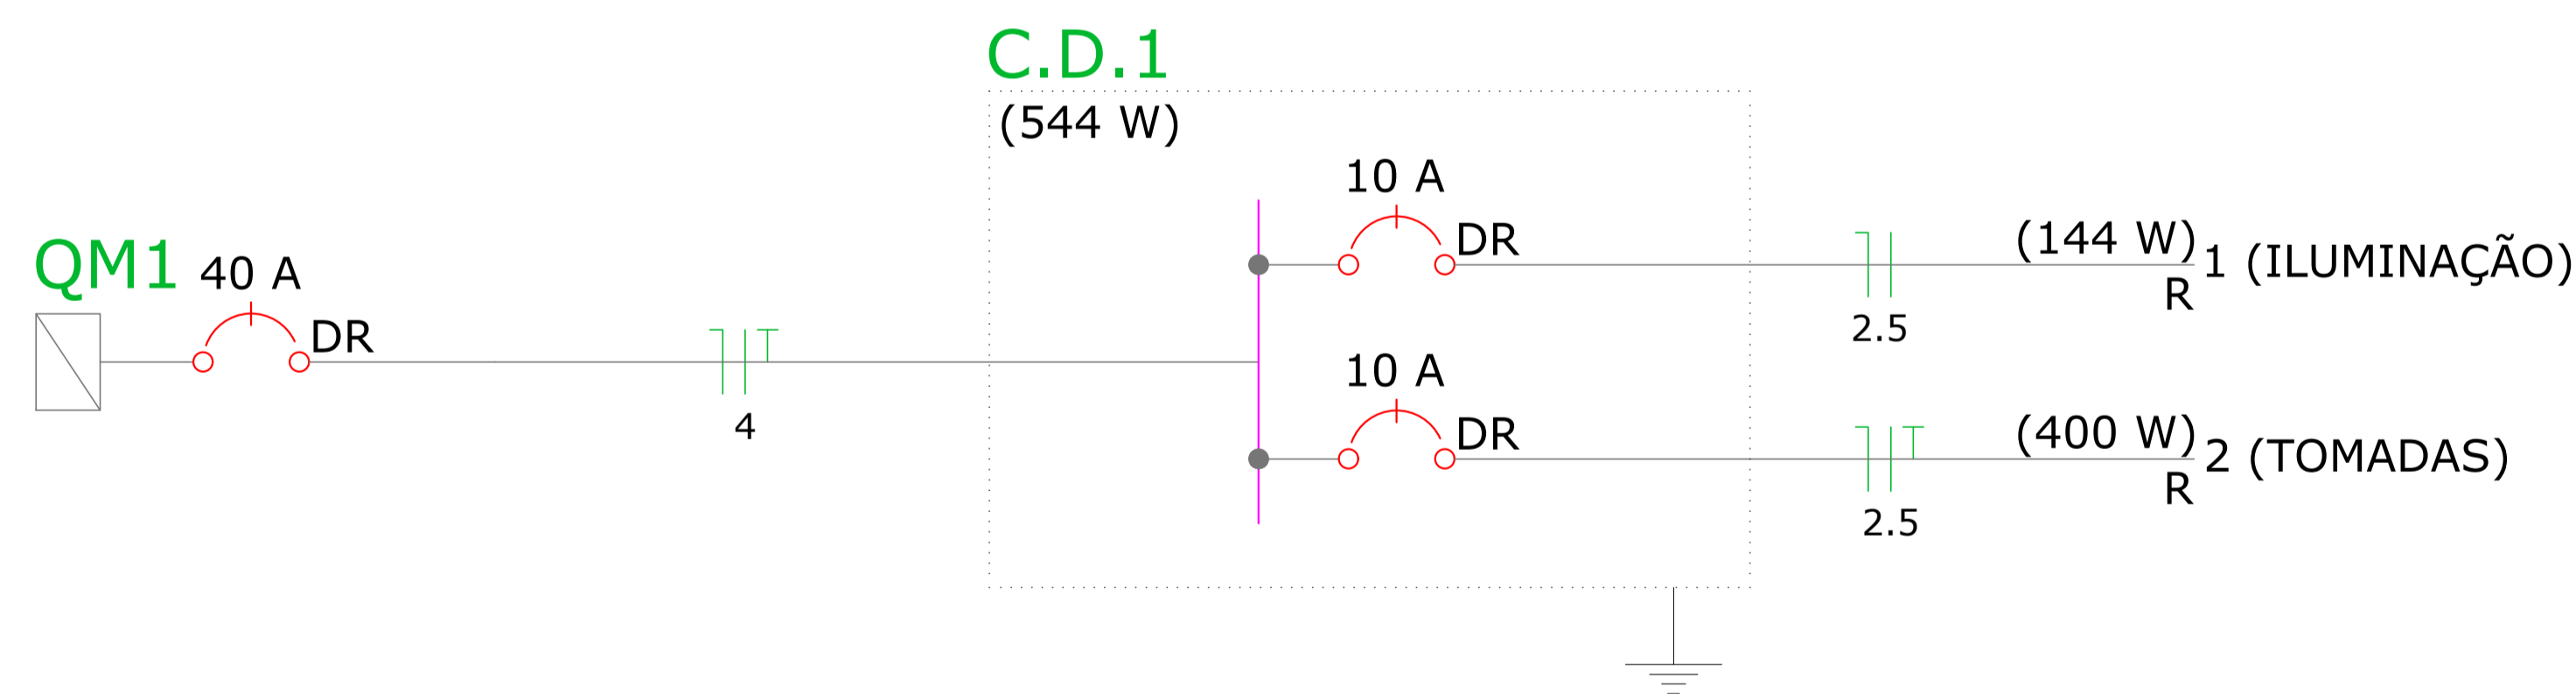 C.D.1
(544 W)
QM1
40 A
DR
4
10 A
DR
2.5
(144 W)
R
1 (ILUMINAÇÃO)
10 A
DR
2.5
(400 W)
R
2 (TOMADAS)